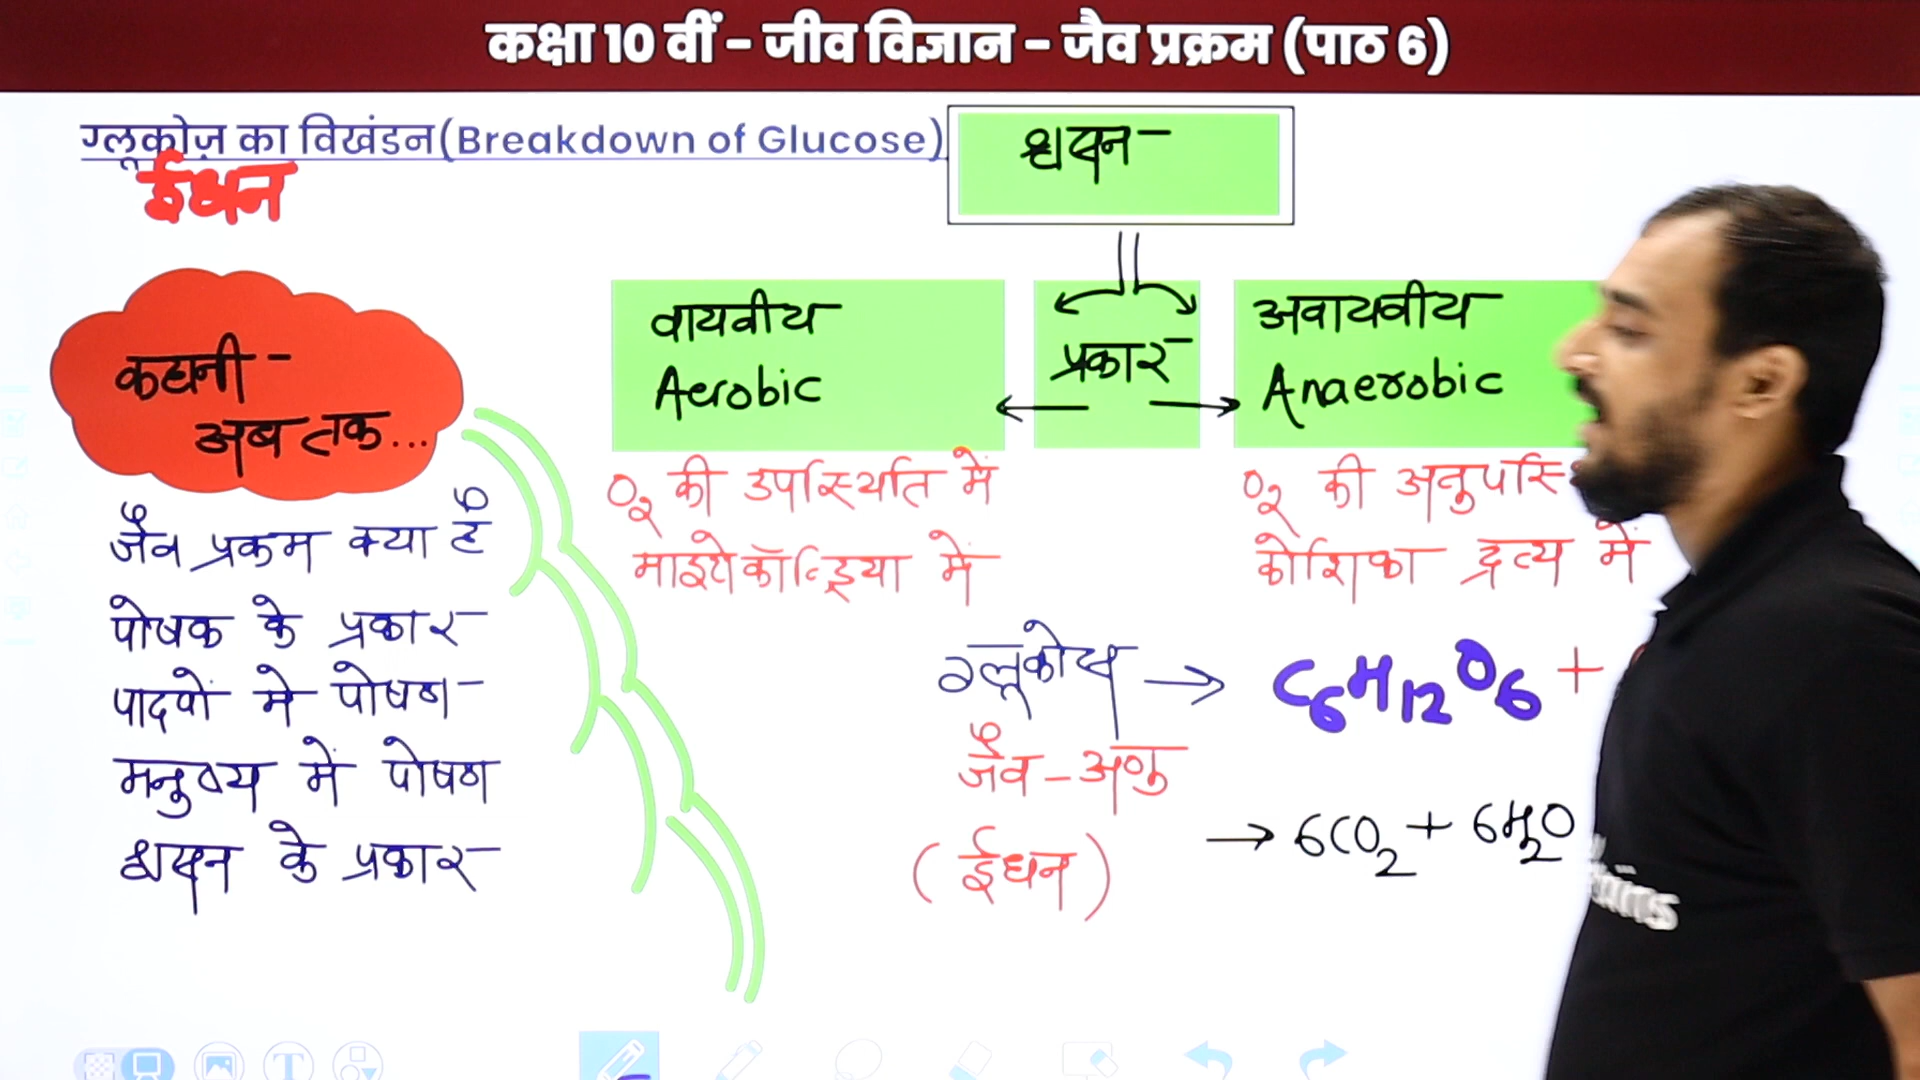 कक्षा 10 वीं - जीव विज्ञान - जैव प्रक्रम (पाठ 6)
ग्लूकोज़ का विखंडन(Breakdown of Glucose)
ईंधन
श्वसन
वायवीय
Aerobic
प्रकार
अवायवीय
Anaerobic
कहानी -
अब तक...
O2 की उपस्थिति में
माइटोकॉन्ड्रिया में
O2 की
कोशिका द्रव्य में
जैव प्रक्रम क्या है
पोषक के प्रकार
पादपों में पोषण
मनुष्य में पोषण
श्वसन के प्रकार
ग्लूकोज → C6H12O6 +
जैव - अणु
(ईंधन)
→ 6CO2 + 6H2O